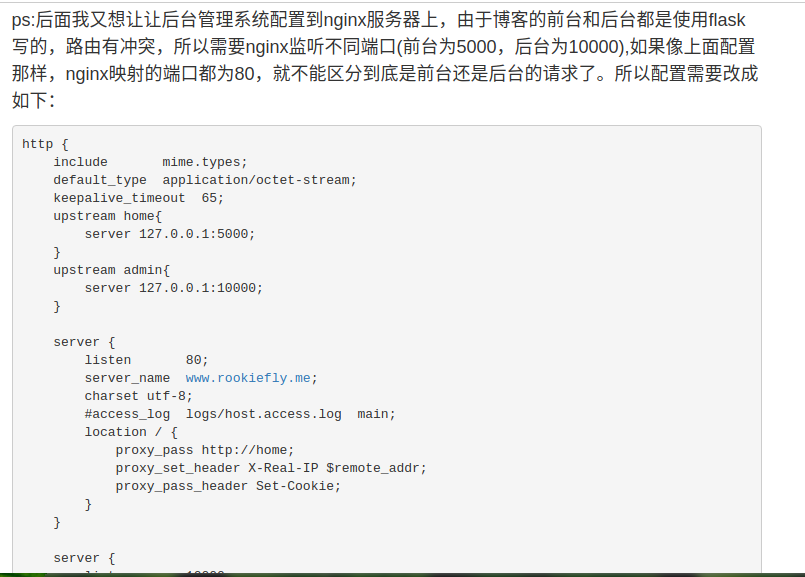 ps:后面我又想让让后台管理系统配置到nginx服务器上，由于博客的前台和后台都是使用flask
写的，路由有冲突，所以需要nginx监听不同端口(前台为5000，后台为10000),如果像上面配置
那样，nginx映射的端口都为80，就不能区分到底是前台还是后台的请求了。所以配置需要改成
如下：
http {
    include       mime.types;
    default_type  application/octet-stream;
    keepalive_timeout  65;
    upstream home{
        server 127.0.0.1:5000;
    }
    upstream admin{
        server 127.0.0.1:10000;
    }
    server {
        listen       80;
        server_name  www.rookiefly.me;
        charset utf-8;
        #access_log  logs/host.access.log  main;
        location / {
            proxy_pass http://home;
            proxy_set_header X-Real-IP $remote_addr;
            proxy_pass_header Set-Cookie;
        }
    }
    server {